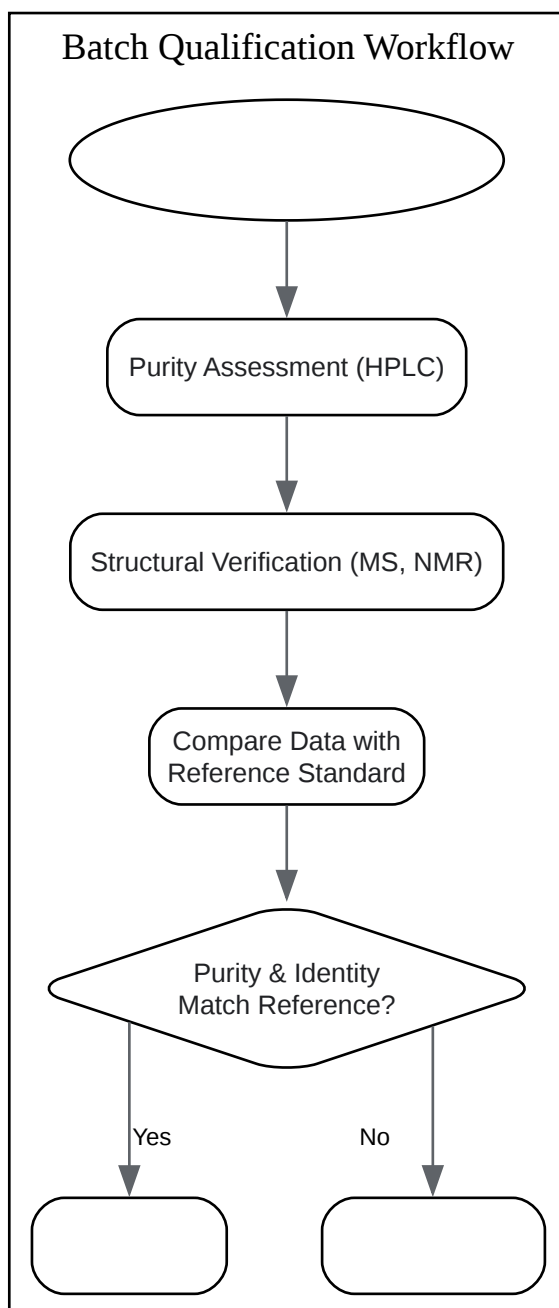 Batch Qualification Workflow
Purity Assessment (HPLC)
Structural Verification (MS, NMR)
Compare Data with
Reference Standard
Purity & Identity
Match Reference?
Yes
No